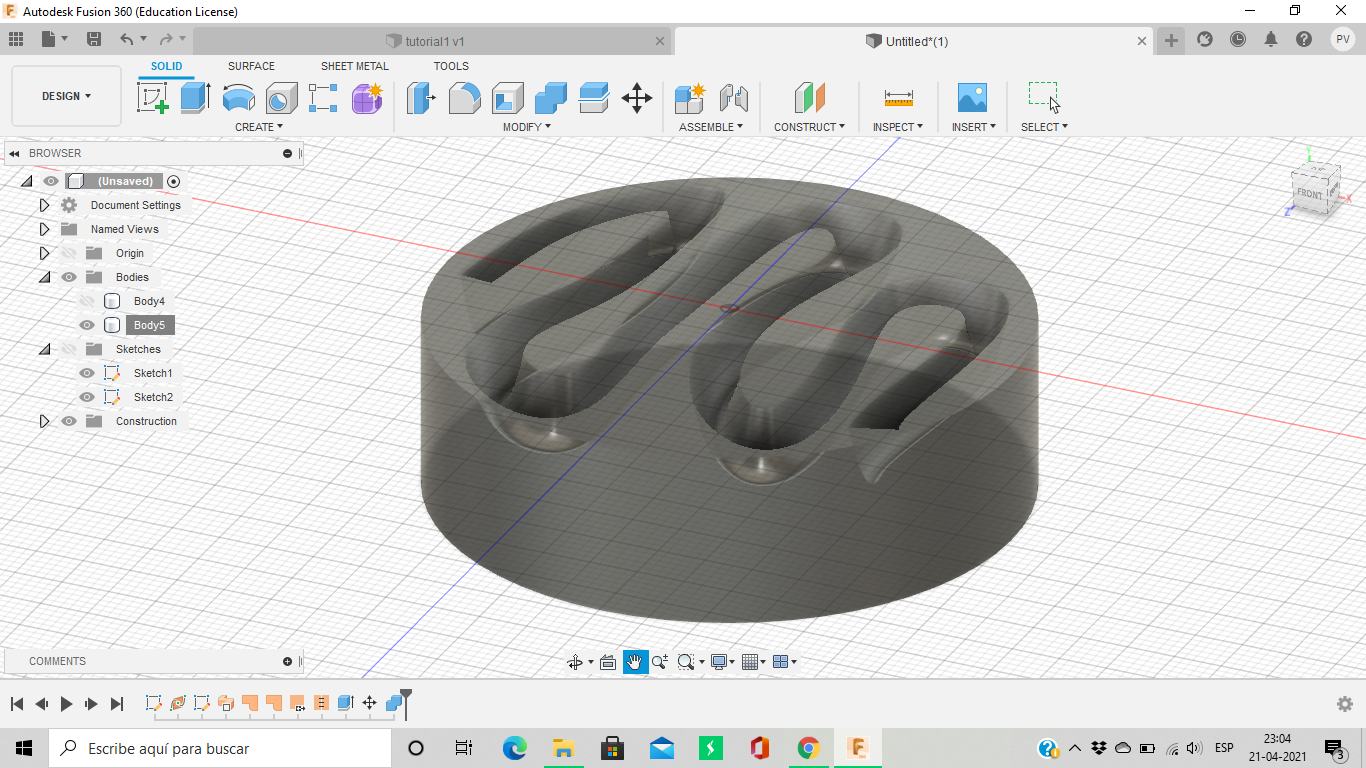 Autodesk Fusion 360 (Education License)
tutorial1 v1
Untitled*(1)
PV
DESIGN
SOLID
SURFACE
SHEET METAL
TOOLS
CREATE
MODIFY
ASSEMBLE
CONSTRUCT
INSPECT
INSERT
SELECT
BROWSER
(Unsaved)
Document Settings
Named Views
Origin
Bodies
Body4
Body5
Sketches
Sketch1
Sketch2
Construction
Y
FRONT
X
Z
COMMENTS
Escribe aquí para buscar
ESP
23:04
21-04-2021
3